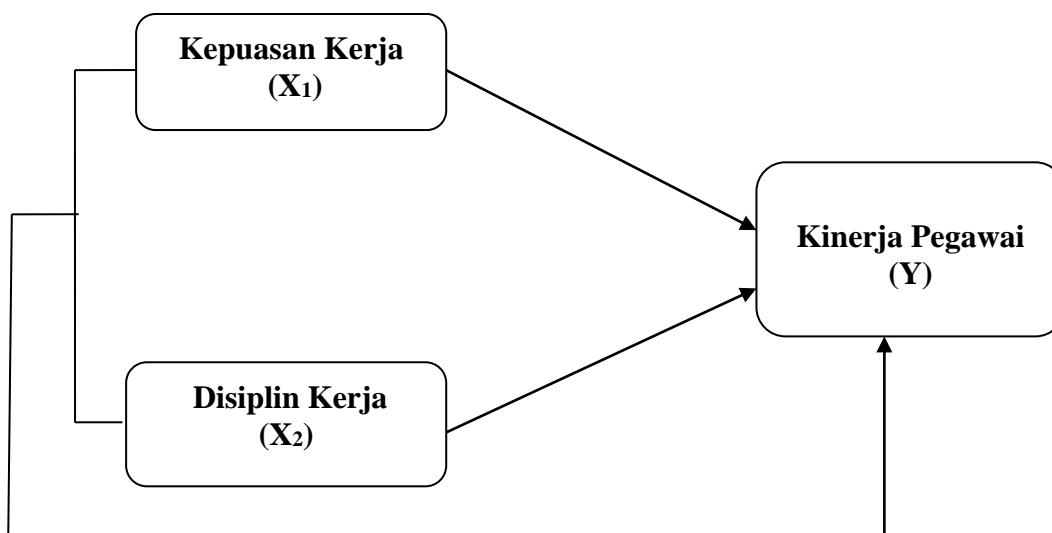 Kepuasan Kerja
(X1)
Kinerja Pegawai
(Y)
Disiplin Kerja
(X2)